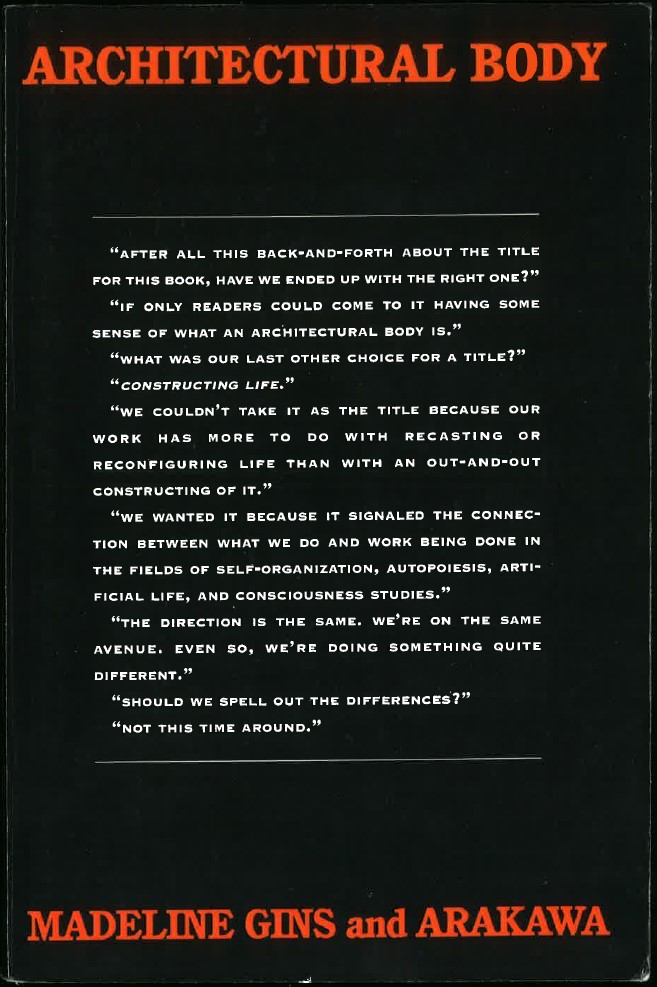 ARCHITECTURAL BODY
“AFTER ALL THIS BACK-AND-FORTH ABOUT THE TITLE
FOR THIS BOOK, HAVE WE ENDED UP WITH THE RIGHT ONE?”
“IF ONLY READERS COULD COME TO IT HAVING SOME
SENSE OF WHAT AN ARCHITECTURAL BODY IS.”
“WHAT WAS OUR LAST OTHER CHOICE FOR A TITLE?”
“CONSTRUCTING LIFE.”
“WE COULDN’T TAKE IT AS THE TITLE BECAUSE OUR
WORK HAS MORE TO DO WITH RECASTING OR
RECONFIGURING LIFE THAN WITH AN OUT-AND-OUT
CONSTRUCTING OF IT.”
“WE WANTED IT BECAUSE IT SIGNALED THE CONNEC-
TION BETWEEN WHAT WE DO AND WORK BEING DONE IN
THE FIELDS OF SELF-ORGANIZATION, AUTOPOIESIS, ARTI-
FICIAL LIFE, AND CONSCIOUSNESS STUDIES.”
“THE DIRECTION IS THE SAME. WE’RE ON THE SAME
AVENUE. EVEN SO, WE’RE DOING SOMETHING QUITE
DIFFERENT.”
“SHOULD WE SPELL OUT THE DIFFERENCES?”
“NOT THIS TIME AROUND.”
MADELINE GINS and ARAKAWA